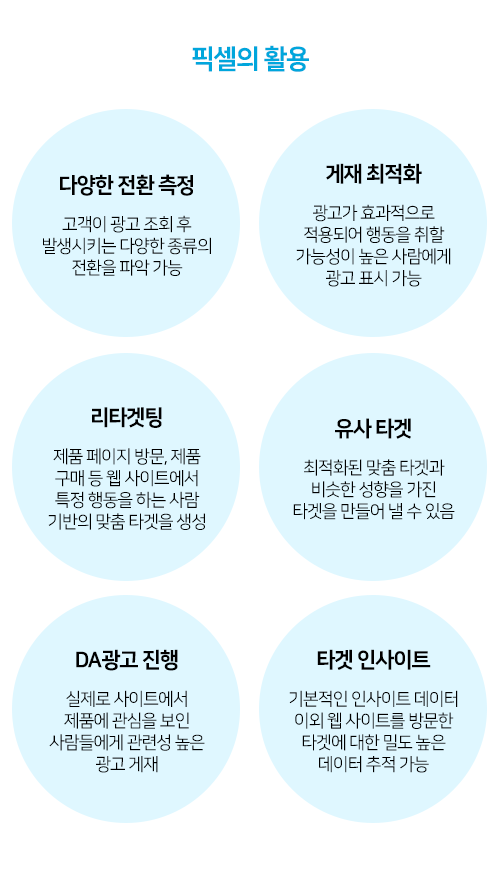 픽셀의 활용
다양한 전환 측정
고객이 광고 조회 후
발생시키는 다양한 종류의
전환을 파악 가능
게재 최적화
광고가 효과적으로
적용되어 행동을 취할
가능성이 높은 사람에게
광고 표시 가능
리타겟팅
제품 페이지 방문, 제품
구매 등 웹 사이트에서
특정 행동을 하는 사람
기반의 맞춤 타겟을 생성
유사 타겟
최적화된 맞춤 타겟과
비슷한 성향을 가진
타겟을 만들어 낼 수 있음
DA광고 진행
실제로 사이트에서
제품에 관심을 보인
사람들에게 관련성 높은
광고 게재
타겟 인사이트
기본적인 인사이트 데이터
이외 웹 사이트를 방문한
타겟에 대한 밀도 높은
데이터 추적 가능